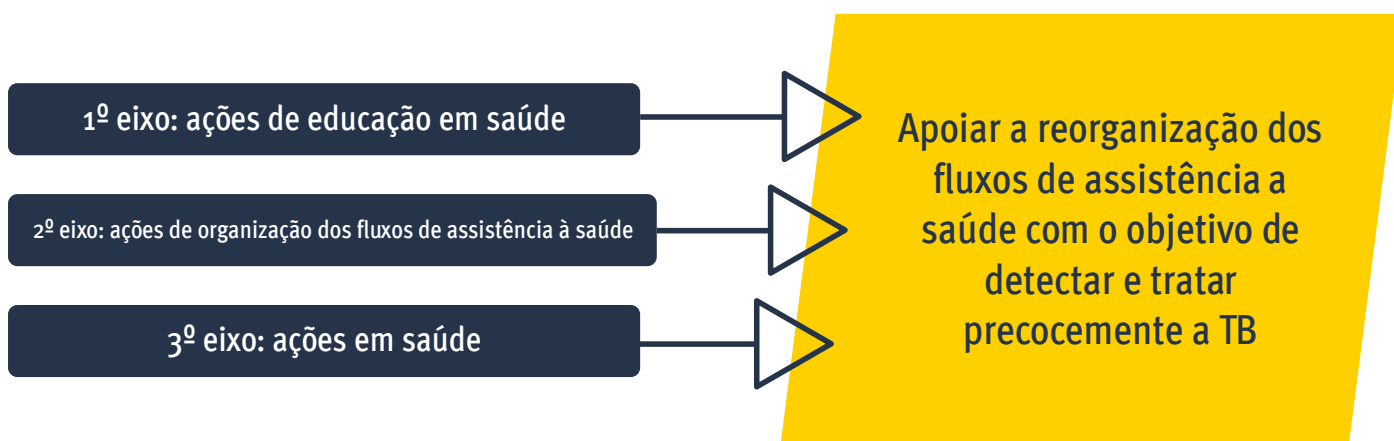 1º eixo: ações de educação em saúde
2º eixo: ações de organização dos fluxos de assistência à saúde
3º eixo: ações em saúde
Apoiar a reorganização dos
fluxos de assistência a
saúde com o objetivo de
detectar e tratar
precocemente a TB